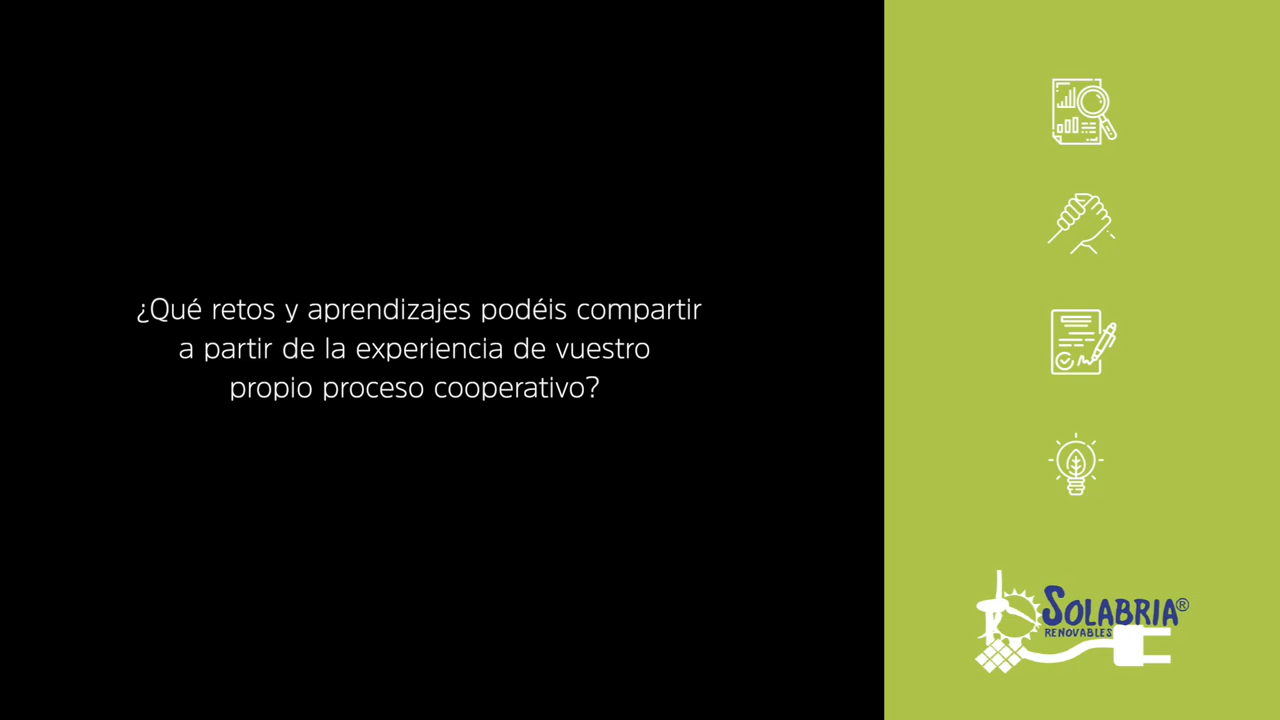 ¿Qué retos y aprendizajes podéis compartir
a partir de la experiencia de vuestro
propio proceso cooperativo?
SOLABRIA®
RENOVABLES